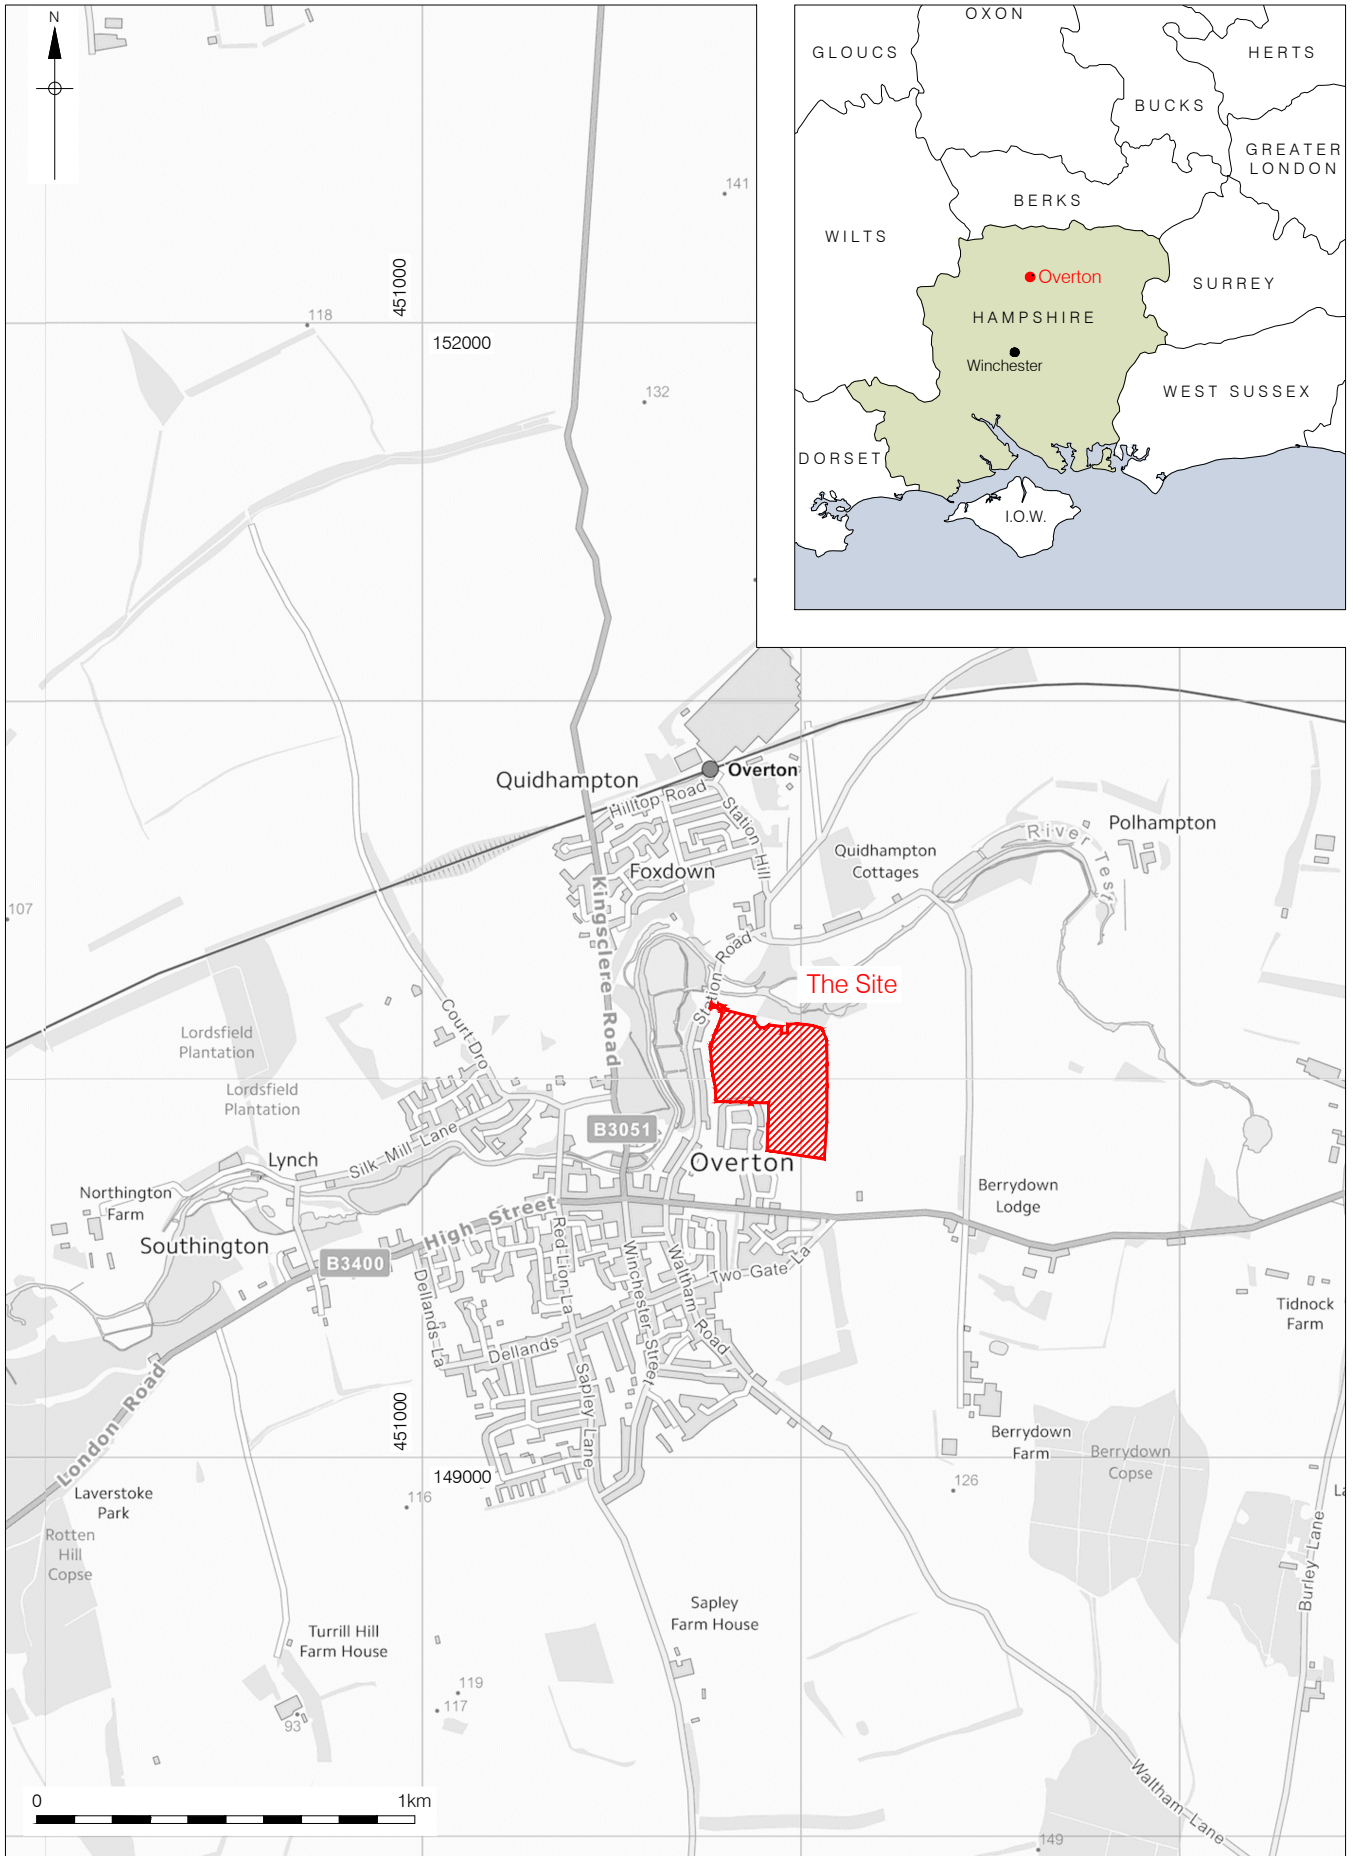 N
OXON
GLOUCS
HERTS
BUCKS
GREATER
LONDON
BERKS
WILTS
Overton
SURREY
HAMPSHIRE
Winchester
WEST SUSSEX
DORSET
I.O.W.
141
451000
118
152000
132
Quidhampton
Overton
Hilltop Road
Station Hill
Foxdown
Quidhampton
Cottages
River Test
Polhampton
107
Kingsclere Road
Station Road
The Site
Lordsfield
Plantation
Court Dro
Lordsfield
Plantation
B3051
Silk Mill Lane
Lynch
Overton
Northington
Farm
Berrydown
Lodge
Southington
High Street
B3400
Red Lion La
Winchester Street
Waltham Road
Two Gate La
Dellands La
Dellands
Sapley Lane
Tidnock
Farm
London Road
451000
149000
Laverstoke
Park
116
Berrydown
Farm
Berrydown
Copse
126
La
Rotten
Hill
Copse
Burley Lane
Sapley
Farm House
Turrill Hill
Farm House
119
117
93
Waltham Lane
149
0
1km